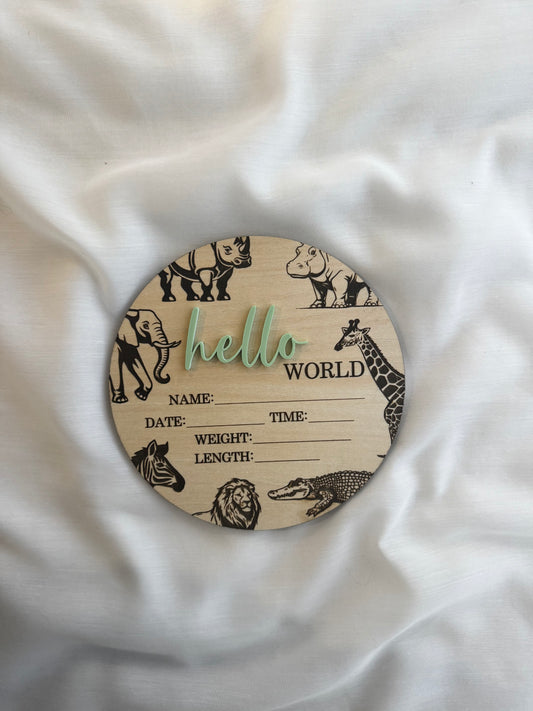 hello
WORLD
NAME:
DATE: TIME:
WEIGHT:
LENGTH: